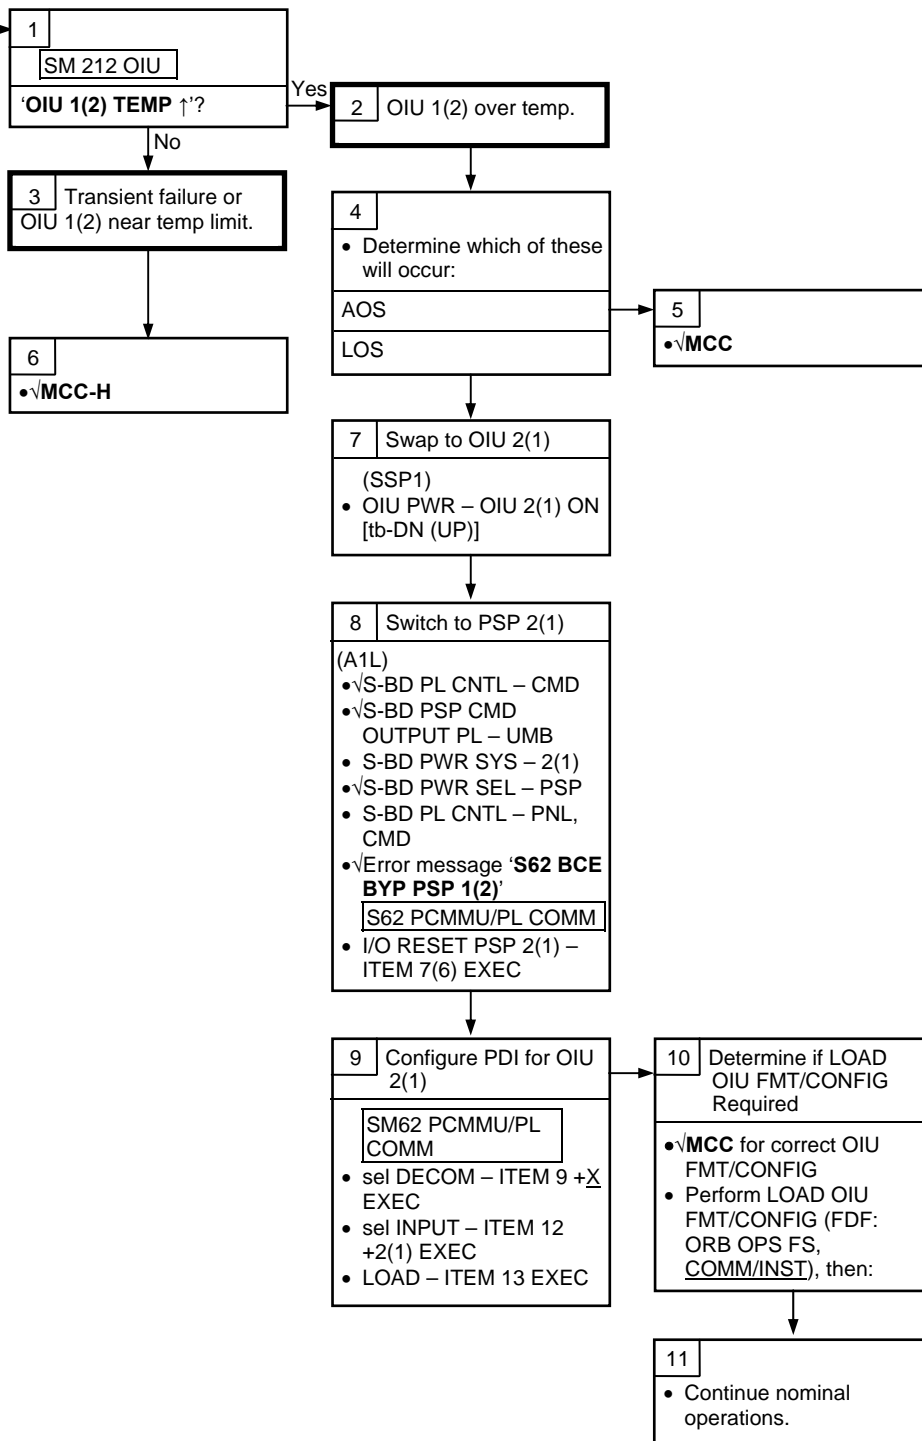 1
SM 212 OIU
‘OIU 1(2) TEMP ↑’?
Yes
No
2
OIU 1(2) over temp.
3
Transient failure or
OIU 1(2) near temp limit.
4
• Determine which of these
will occur:
AOS
LOS
5
•√MCC
6
•√MCC-H
7
Swap to OIU 2(1)
(SSP1)
• OIU PWR – OIU 2(1) ON
[tb-DN (UP)]
8
Switch to PSP 2(1)
(A1L)
•√S-BD PL CNTL – CMD
•√S-BD PSP CMD
OUTPUT PL – UMB
• S-BD PWR SYS – 2(1)
•√S-BD PWR SEL – PSP
• S-BD PL CNTL – PNL,
CMD
•√Error message ‘S62 BCE
BYP PSP 1(2)’
S62 PCMMU/PL COMM
• I/O RESET PSP 2(1) –
ITEM 7(6) EXEC
9
Configure PDI for OIU
2(1)
SM62 PCMMU/PL
COMM
• sel DECOM – ITEM 9 +X
EXEC
• sel INPUT – ITEM 12
+2(1) EXEC
• LOAD – ITEM 13 EXEC
10
Determine if LOAD
OIU FMT/CONFIG
Required
•√MCC for correct OIU
FMT/CONFIG
• Perform LOAD OIU
FMT/CONFIG (FDF:
ORB OPS FS,
COMM/INST), then:
11
• Continue nominal
operations.